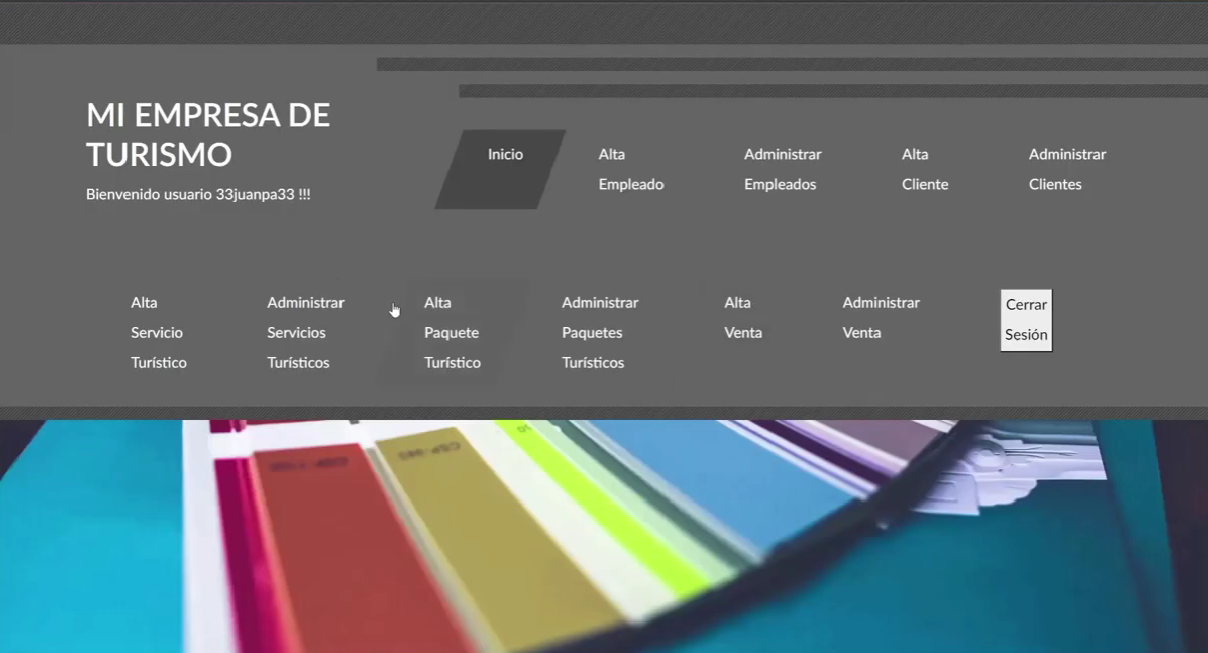 MI EMPRESA DE
TURISMO
Bienvenido usuario 33juanpa33 !!!
Inicio
Alta
Empleado
Administrar
Empleados
Alta
Cliente
Administrar
Clientes
Alta
Servicio
Turístico
Administrar
Servicios
Turísticos
Alta
Paquete
Turístico
Administrar
Paquetes
Turísticos
Alta
Venta
Administrar
Venta
Cerrar
Sesión